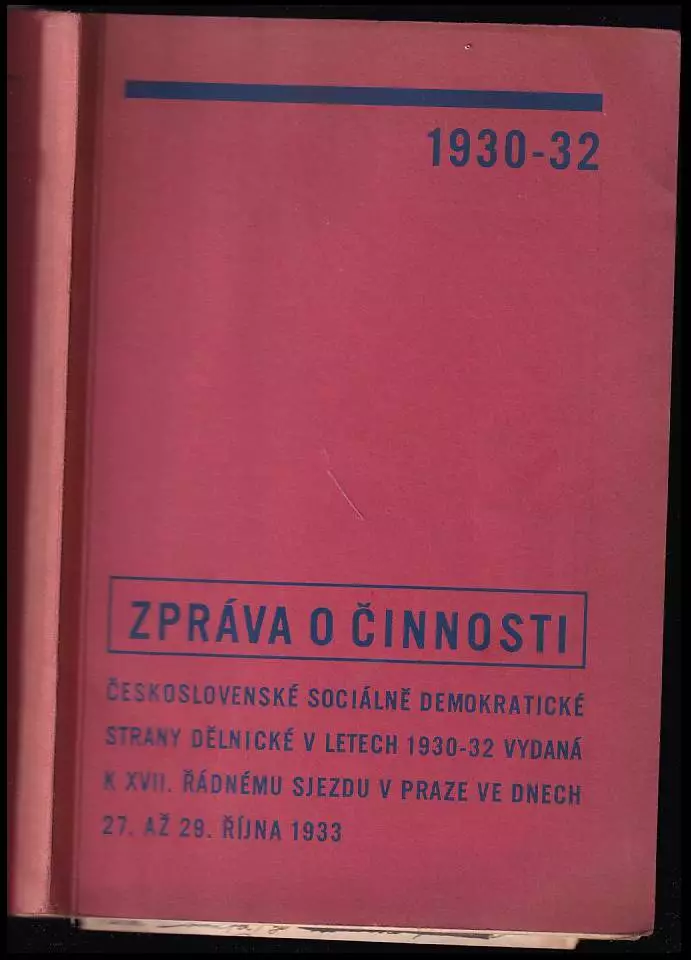 1930-32
ZPRÁVA O ČINNOSTI
ČESKOSLOVENSKÉ SOCIÁLNĚ DEMOKRATICKÉ
STRANY DĚLNICKÉ V LETECH 1930-32 VYDANÁ
K XVII. ŘÁDNÉMU SJEZDU V PRAZE VE DNECH
27. AŽ 29. ŘÍJNA 1933